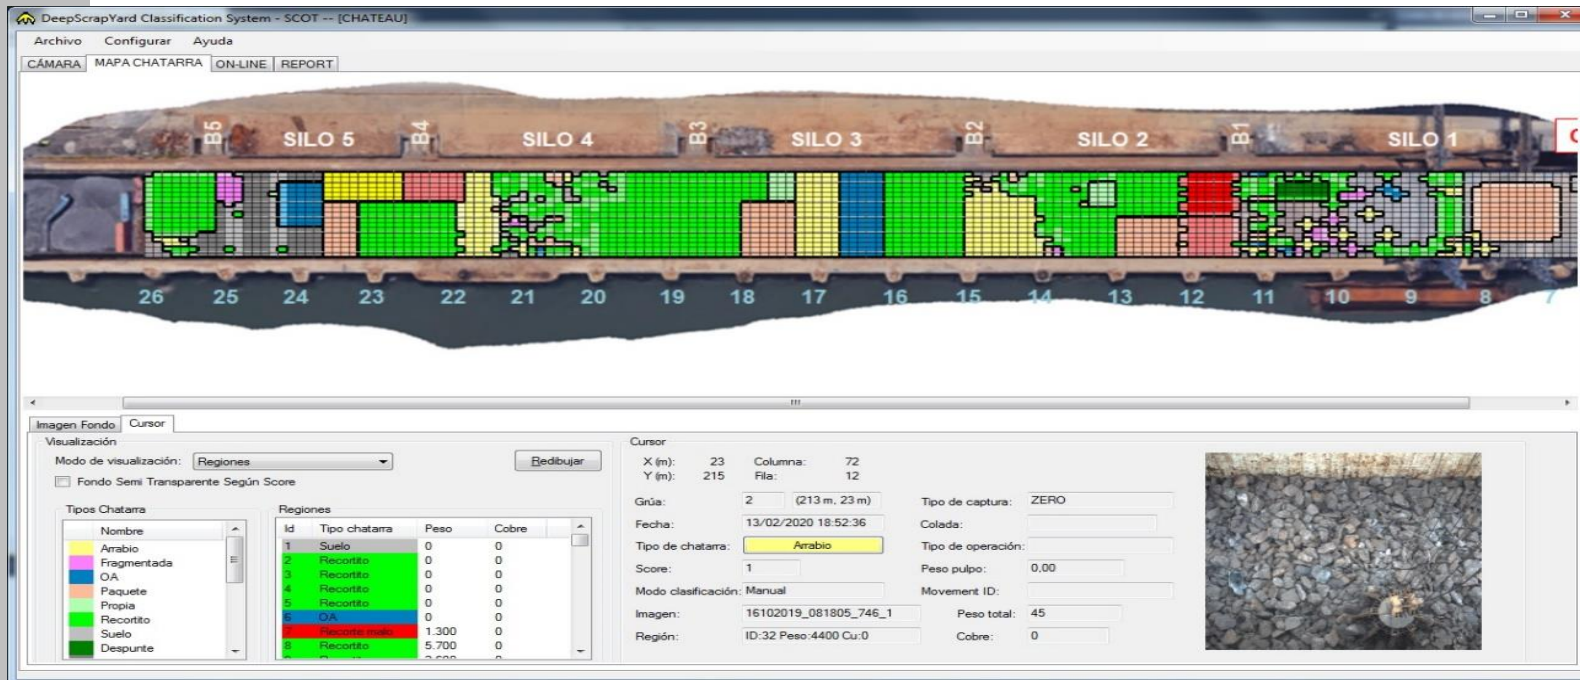 DeepScrapYard Classification System - SCOT -- [CHATEAU]
Archivo Configurar Ayuda
CÁMARA MAPA CHATARRA ON-LINE REPORT
B5 SILO 5 B4 SILO 4 B3 SILO 3 B2 SILO 2 B1 SILO 1
26 25 24 23 22 21 20 19 18 17 16 15 14 13 12 11 10 9 8 7
Imagen Fondo Cursor
Visualización
Modo de visualización: Regiones Redibujar
Fondo Semi Transparente Según Score
Tipos Chatarra
Nombre
Arrabio
Fragmentada
OA
Paquete
Propia
Recortito
Suelo
Despunte
Regiones
Id Tipo chatarra Peso Cobre
1 Suelo 0 0
2 Recortito 0 0
3 Recortito 0 0
4 Recortito 0 0
5 Recortito 0 0
6 OA 0 0
7 Recorte malo 1.300 0
8 Recortito 5.700 0
Cursor
X (m): 23 Columna: 72
Y (m): 215 Fila: 12
Grúa: 2 (213 m, 23 m) Tipo de captura: ZERO
Fecha: 13/02/2020 18:52:36 Colada:
Tipo de chatarra: Arrabio Tipo de operación:
Score: 1 Peso pulpo: 0,00
Modo clasificación: Manual Movement ID:
Imagen: 16102019_081805_746_1 Peso total: 45
Región: ID:32 Peso:4400 Cu:0 Cobre: 0